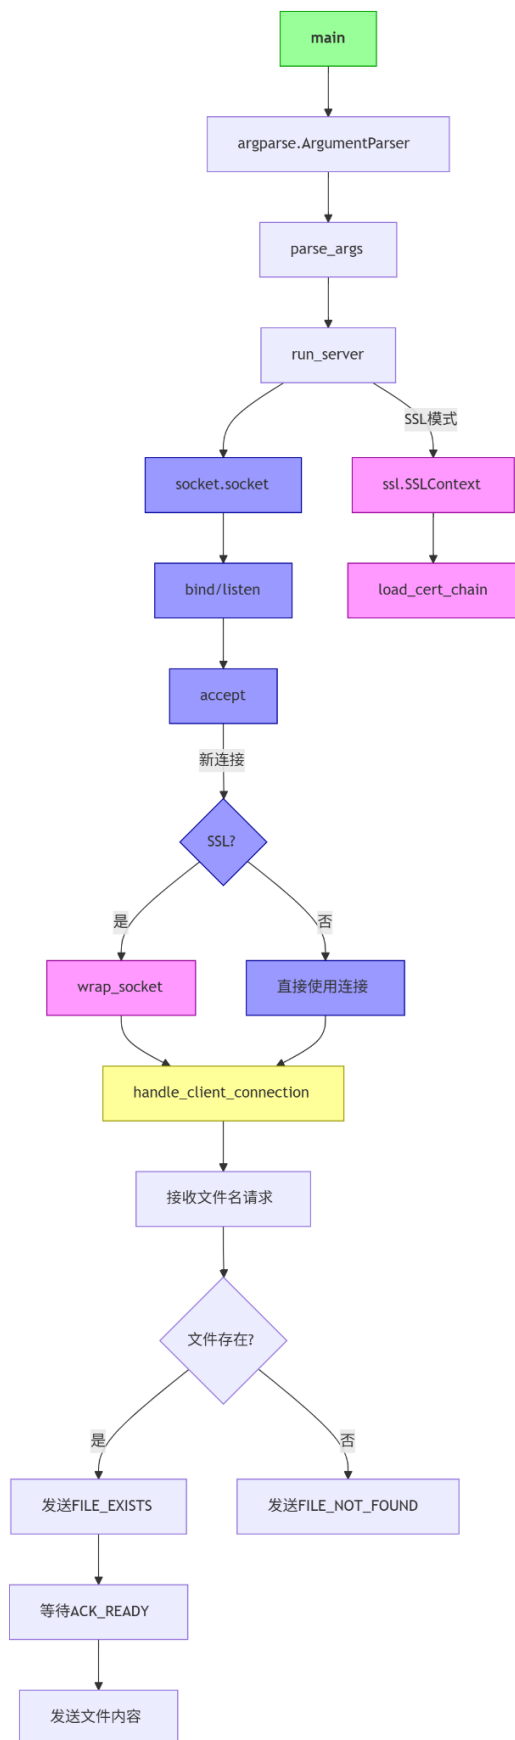 main
argparse.ArgumentParser
parse_args
run_server
SSL模式
socket.socket
ssl.SSLContext
bind/listen
load_cert_chain
accept
新连接
SSL?
是
否
wrap_socket
直接使用连接
handle_client_connection
接收文件名请求
文件存在?
是
否
发送FILE_EXISTS
发送FILE_NOT_FOUND
等待ACK_READY
发送文件内容